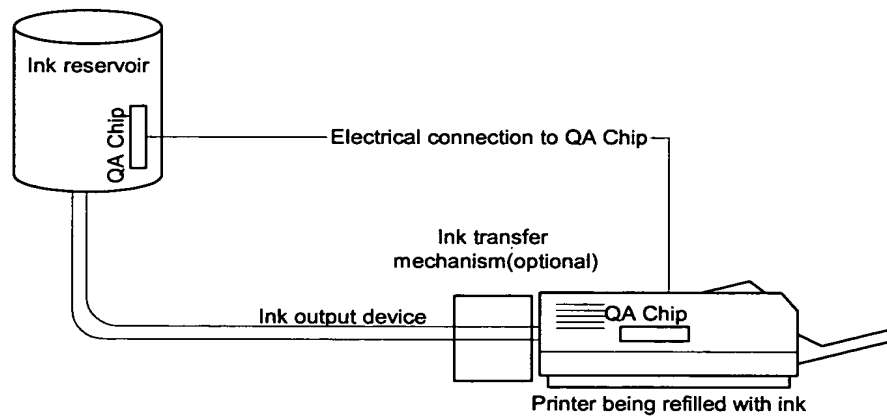 Ink reservoir
QA Chip
Electrical connection to QA Chip
Ink transfer
mechanism(optional)
Ink output device
QA Chip
Printer being refilled with ink